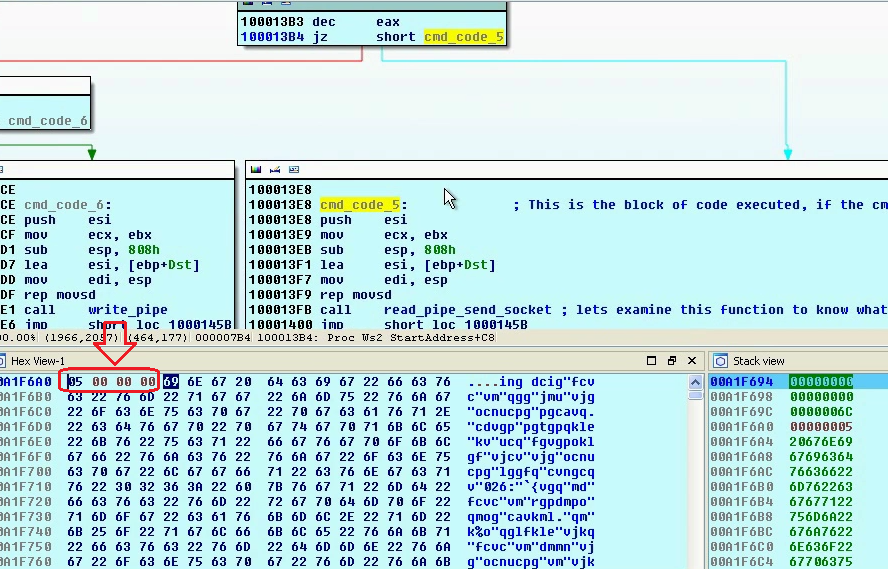 100013B3 dec     eax
100013B4 jz      short cmd_code_5
cmd_code_6
CE
CE cmd_code_6:
CE push    esi
CF mov     ecx, ebx
D1 sub     esp, 808h
D7 lea     esi, [ebp+Dst]
DD mov     edi, esp
DF rep movsd
E1 call    write_pipe
E6 jmp     short loc_1000145B
100013E8
100013E8 cmd_code_5:              ; This is the block of code executed, if the cm
100013E8 push    esi
100013E9 mov     ecx, ebx
100013EB sub     esp, 808h
100013F1 lea     esi, [ebp+Dst]
100013F7 mov     edi, esp
100013F9 rep movsd
100013FB call    read_pipe_send_socket ; lets examine this function to know what
10001400 jmp     short loc_1000145B
00.00% (1966,2057) (464,177) 000007B4 100013B4: Proc Ws2 StartAddress+C8
Hex View-1
0A1F6A0 05 00 00 00 69 6E 67 20 64 63 69 67 22 66 63 76 ....ing dcig"fcv
0A1F6B0 63 22 76 6D 22 71 67 67 22 6A 6D 75 22 76 6A 67 c"vm"qgg"jmu"vjg
0A1F6C0 22 6F 63 6E 75 63 70 67 22 70 67 63 61 76 71 2E "ocnucpg"pgcavq.
0A1F6D0 22 63 64 76 67 70 22 70 67 74 67 70 71 6B 6C 65 "cdvgp"pgtgpqkle
0A1F6E0 22 6B 76 22 75 63 71 22 66 67 76 67 70 6F 6B 6C "kv"ucq"fgvgpokl
0A1F6F0 67 66 22 76 6A 63 76 22 76 6A 67 22 6F 63 6E 75 gf"vjcv"vjg"ocnu
0A1F700 63 70 67 22 6C 67 67 66 71 22 63 76 6E 67 63 71 cpg"lggfq"cvngcq
0A1F710 76 22 30 32 36 3A 22 60 7B 76 67 71 22 6D 64 22 v"026:"`{vgq"md"
0A1F720 66 63 76 63 22 76 6D 22 72 67 70 64 6D 70 6F 22 fcvc"vm"rgpdmpo"
0A1F730 71 6D 6F 67 22 63 61 76 6B 6D 6C 2E 22 71 6D 22 qmog"cavkml."qm"
0A1F740 6B 25 6F 22 71 67 6C 66 6B 6C 65 22 76 6A 6B 71 k%o"qglfkle"vjkq
0A1F750 22 66 63 76 63 22 76 6D 22 64 6D 6D 6E 22 76 6A "fcvc"vm"dmmn"vj
0A1F760 67 22 6F 63 6E 75 63 70 67 22 76 6D 22 76 6A 6B g"ocnucpg"vm"vjk
Stack view
00A1F694 00000000
00A1F698 00000000
00A1F69C 0000006C
00A1F6A0 00000005
00A1F6A4 20676E69
00A1F6A8 67696364
00A1F6AC 76636622
00A1F6B0 6D762263
00A1F6B4 67677122
00A1F6B8 756D6A22
00A1F6BC 676A7622
00A1F6C0 6E636F22
00A1F6C4 67706375